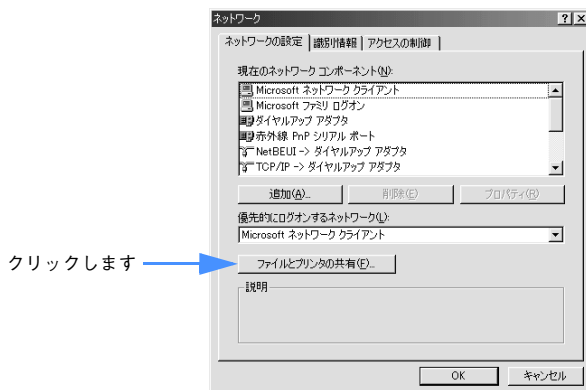 ネットワーク
ネットワークの設定 識別情報 アクセスの制御
現在のネットワーク コンポーネント(N):
Microsoft ネットワーク クライアント
Microsoft ファミリ ログオン
ダイヤルアップ アダプタ
赤外線 PnP シリアル ポート
NetBEUI -> ダイヤルアップ アダプタ
TCP/IP -> ダイヤルアップ アダプタ
追加(A)... 削除(E) プロパティ(R)
優先的にログオンするネットワーク(L):
Microsoft ネットワーク クライアント
クリックします
ファイルとプリンタの共有(F)...
説明
OK キャンセル